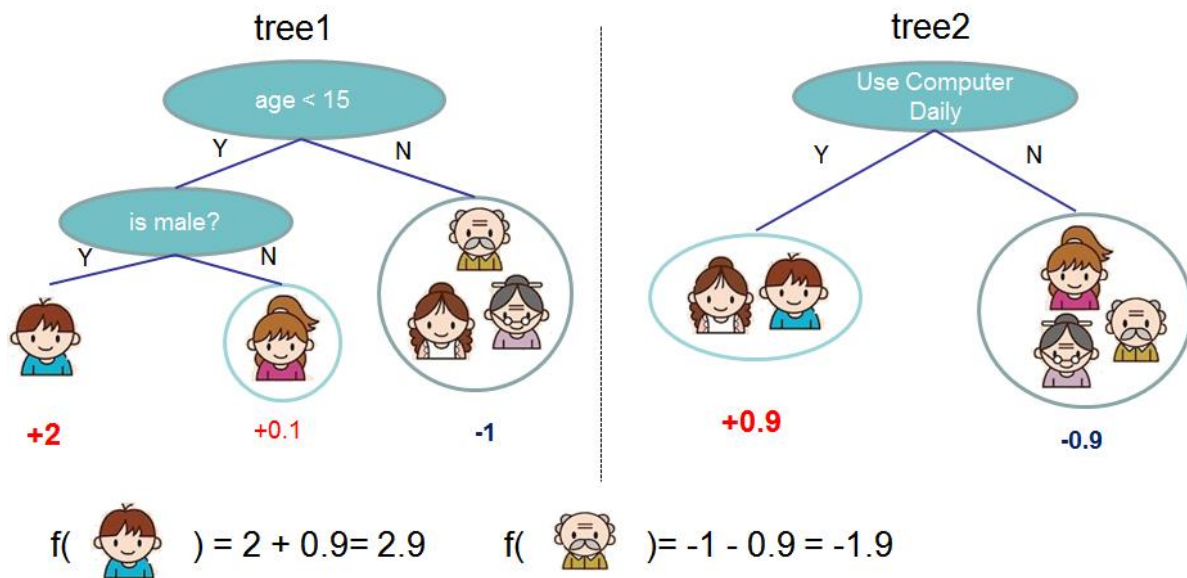 tree1
tree2
age < 15
Use Computer
Daily
Y
N
Y
N
is male?
Y
N
+2
+0.1
-1
+0.9
-0.9
f( ) = 2 + 0.9= 2.9
f( )= -1 - 0.9 = -1.9